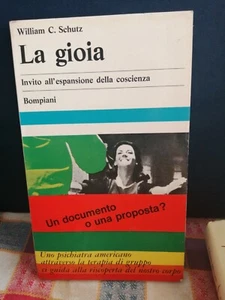 William C. Schutz
La gioia
Invito all'espansione della coscienza
Bompiani
Un documento
o una proposta?
Uno psichiatra americano
attraverso la terapia di gruppo
ci guida alla riscoperta del nostro corpo